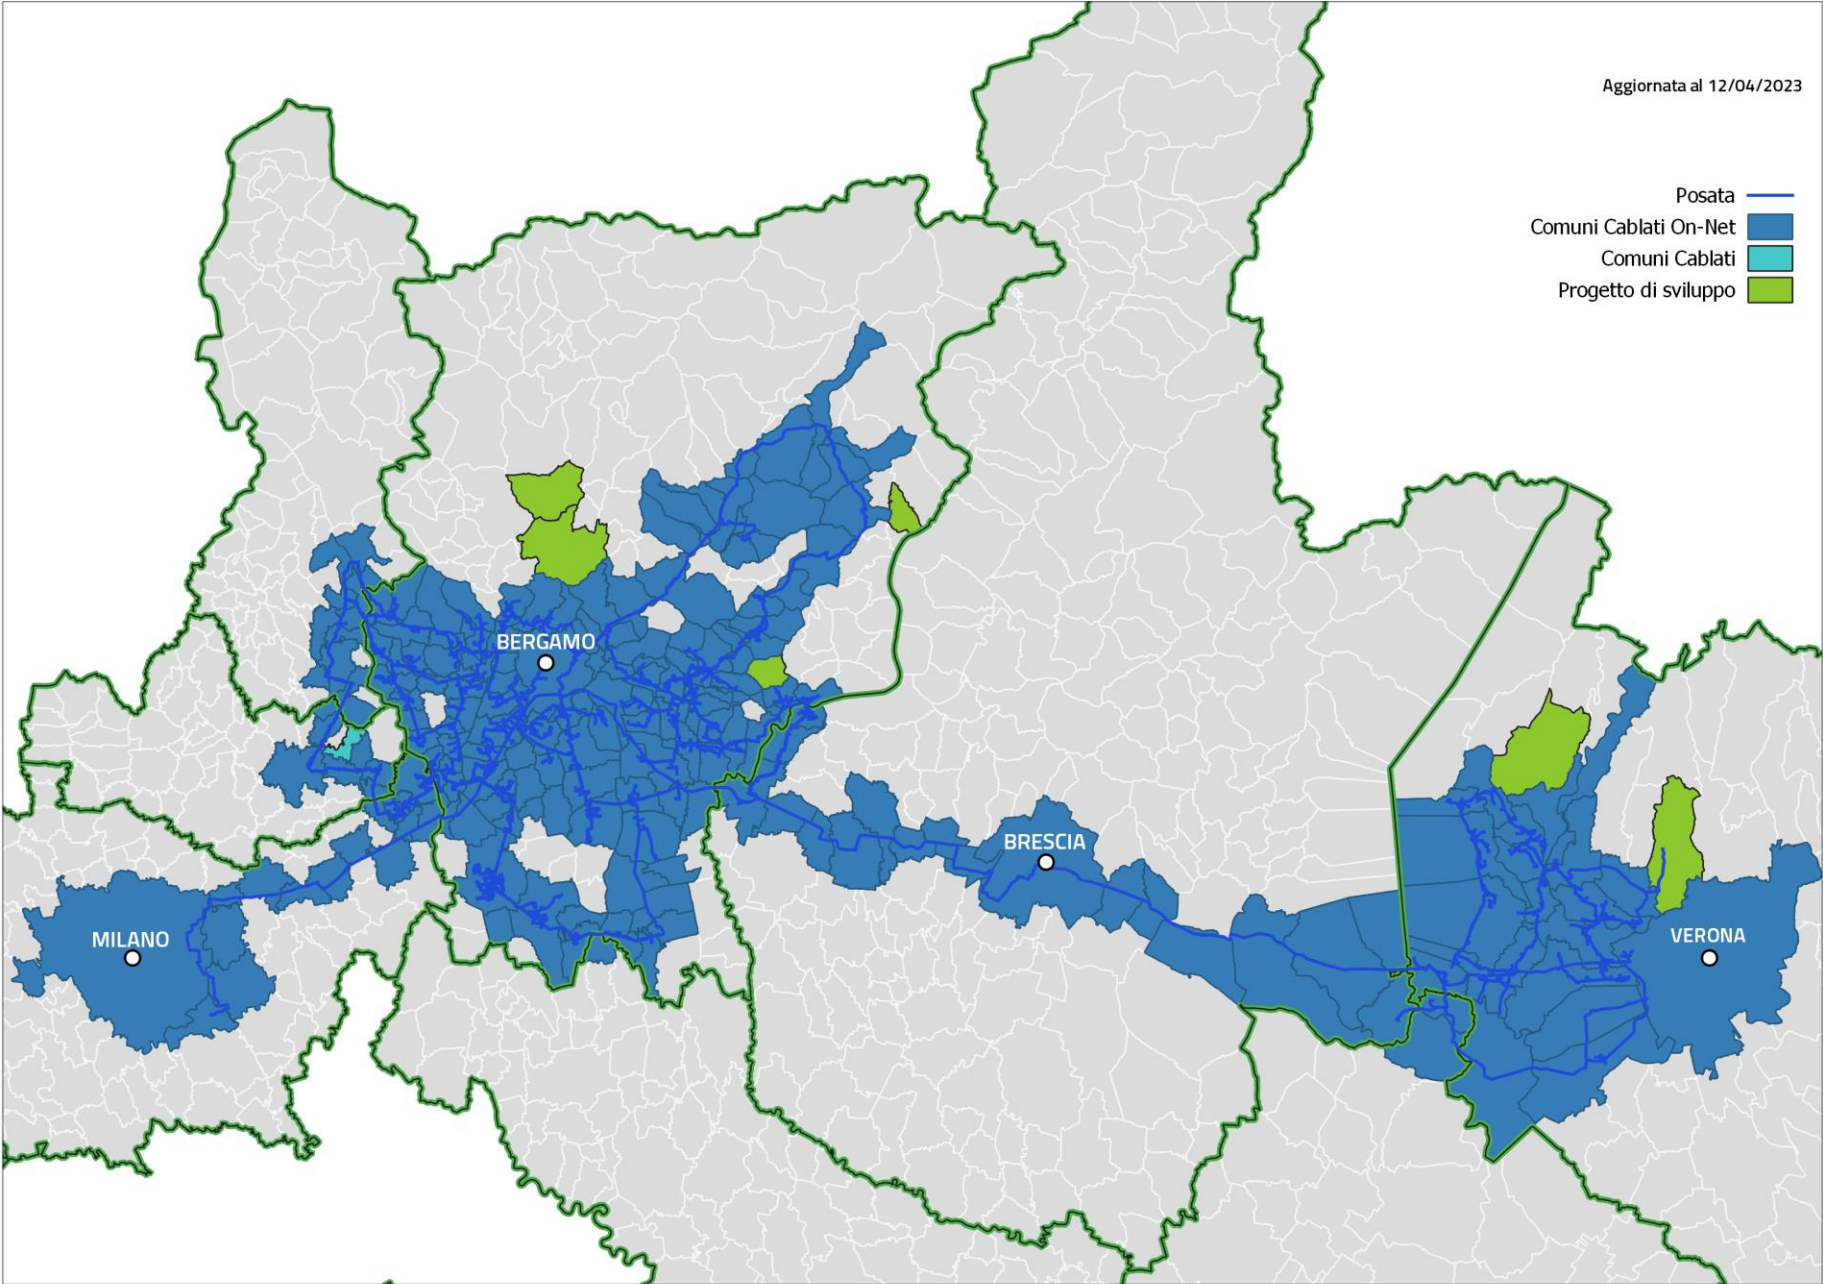 Aggiornata al 12/04/2023
Posata
Comuni Cablati On-Net
Comuni Cablati
Progetto di sviluppo
BERGAMO
BRESCIA
MILANO
VERONA